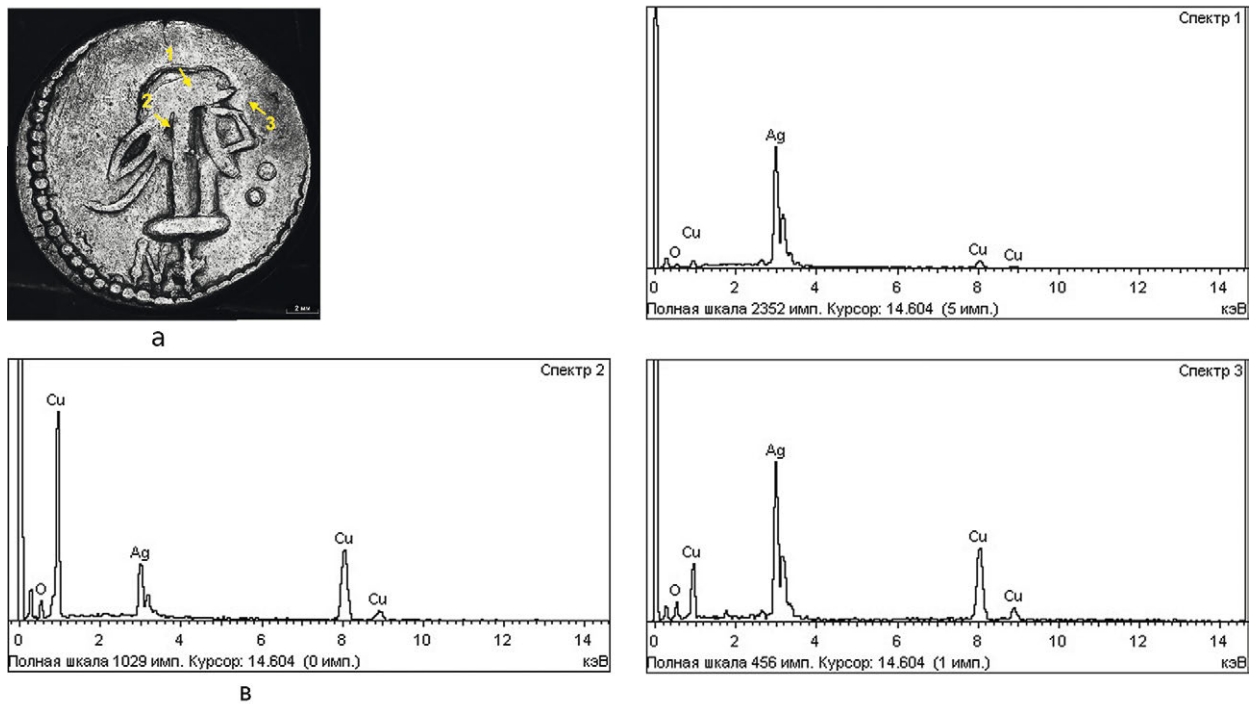 1
2
3
2 мм
а
Спектр 1
Ag
Cu
O
Cu
Cu
0 2 4 6 8 10 12 14
Полная шкала 2352 имп. Курсор: 14.604 (5 имп.)
кэВ
Спектр 2
Cu
Ag
O
Cu
Cu
0 2 4 6 8 10 12 14
Полная шкала 1029 имп. Курсор: 14.604 (0 имп.)
кэВ
в
Спектр 3
Ag
Cu
O
Cu
Cu
0 2 4 6 8 10 12 14
Полная шкала 456 имп. Курсор: 14.604 (1 имп.)
кэВ